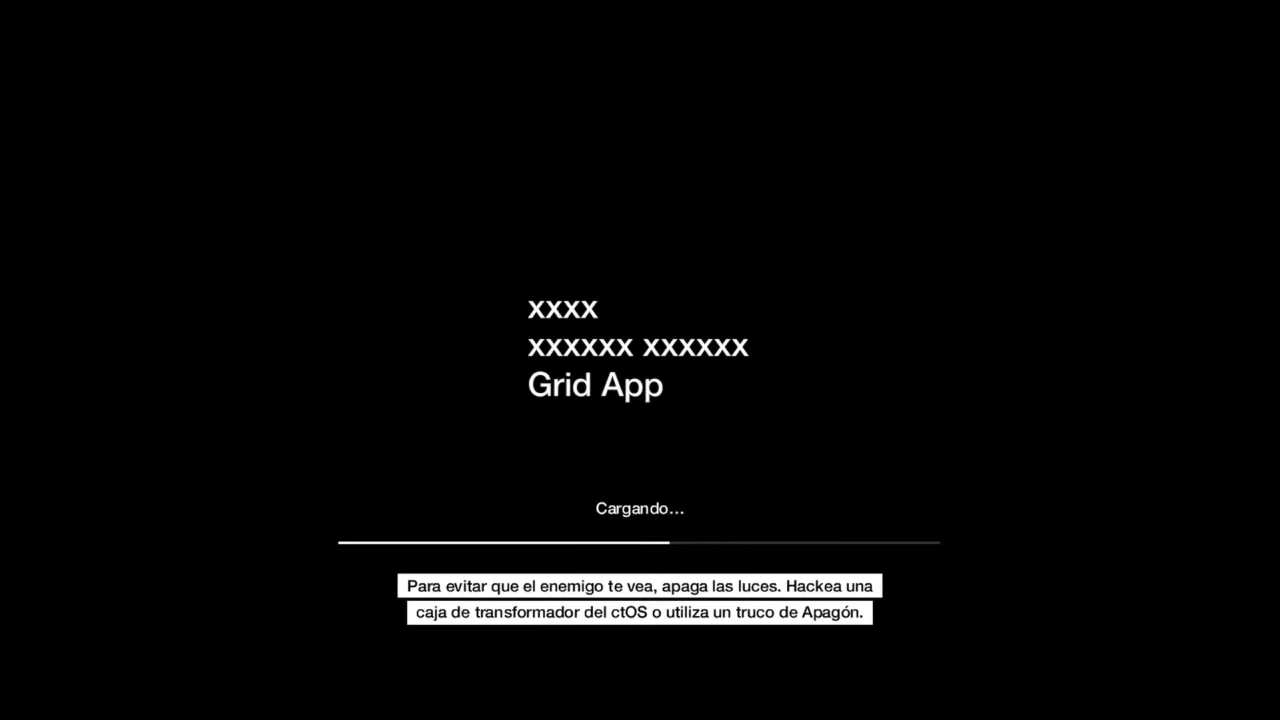 xxxx
xxxxxx xxxxxx
Grid App
Cargando...
Para evitar que el enemigo te vea, apaga las luces. Hackea una
caja de transformador del ctOS o utiliza un truco de Apagón.